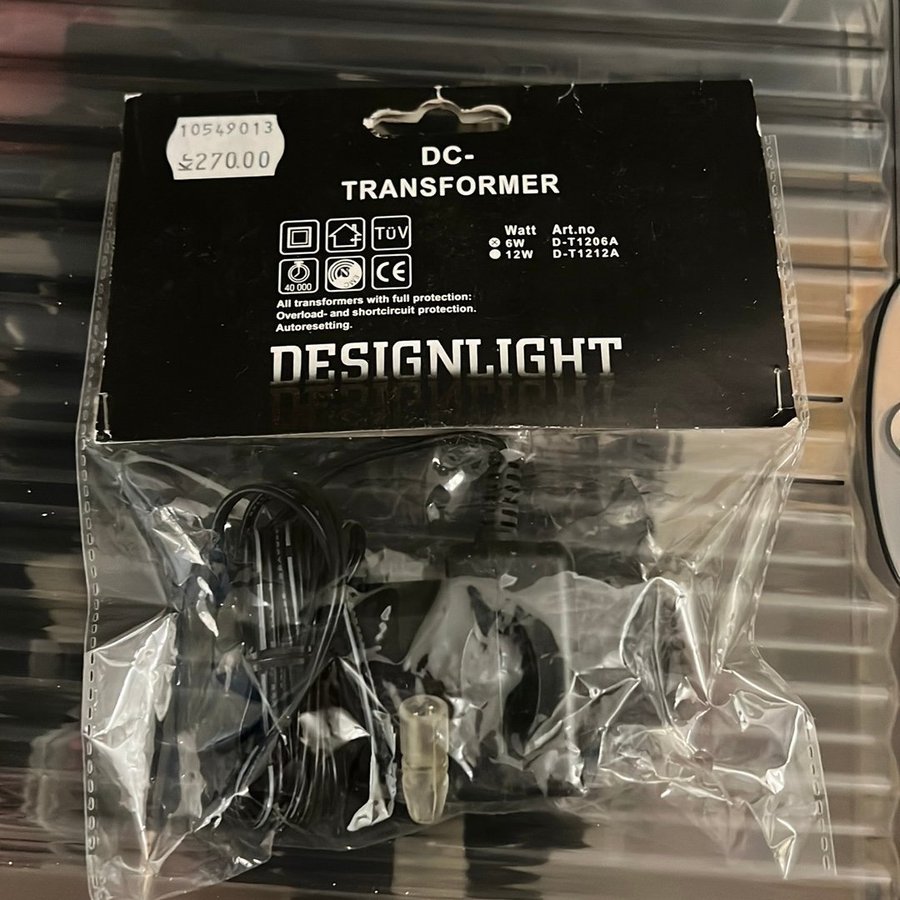 10549013
kr270.00
DC-
TRANSFORMER
TÜV
Watt Art.no
6W D-T1206A
12W D-T1212A
40 000
CE
All transformers with full protection:
Overload- and shortcircuit protection.
Autoresetting.
DESIGNLIGHT